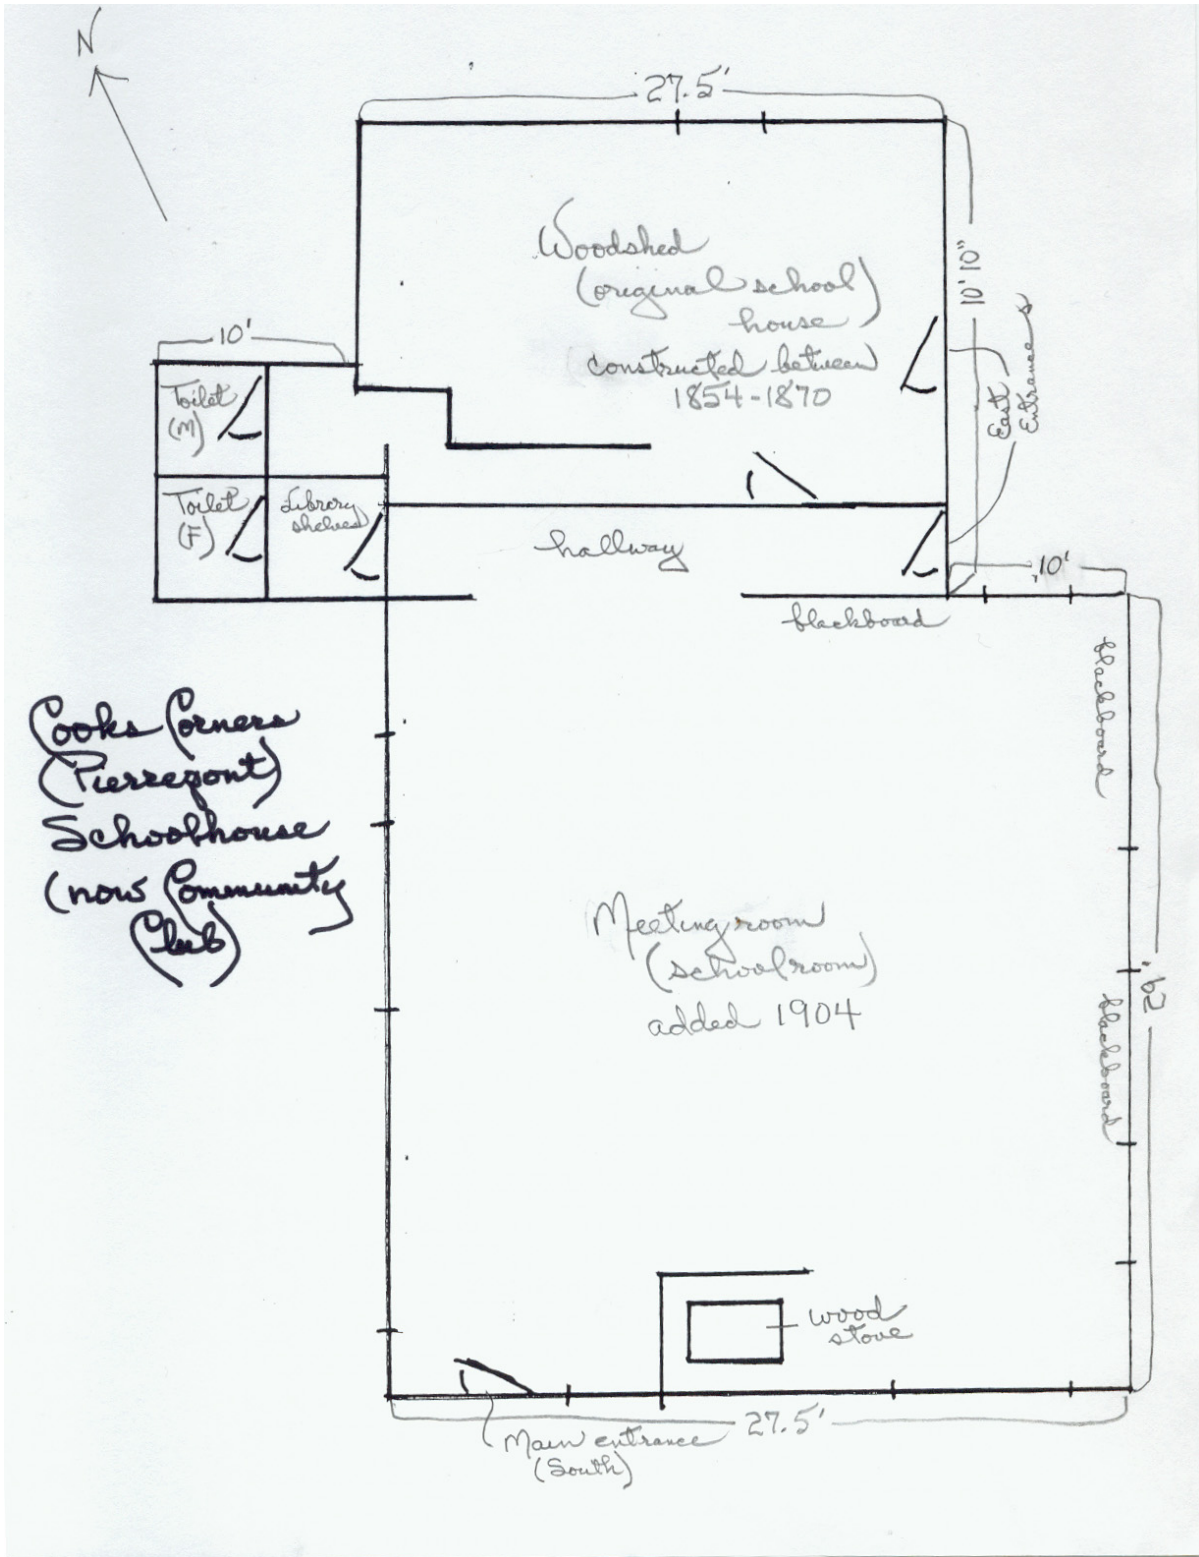 N
27.5'
Woodshed
(original school)
house
constructed between
1854-1870
10' 10"
East
Entrances
10'
Toilet
(M)
Toilet
(F)
Library
shelves
hallway
10'
blackboard
blackboard
Cooks Corners
(Pierrepont)
Schoolhouse
(now Community
Club)
Meeting room
(schoolroom)
added 1904
29'
blackboard
wood
stove
27.5'
Main entrance
(South)